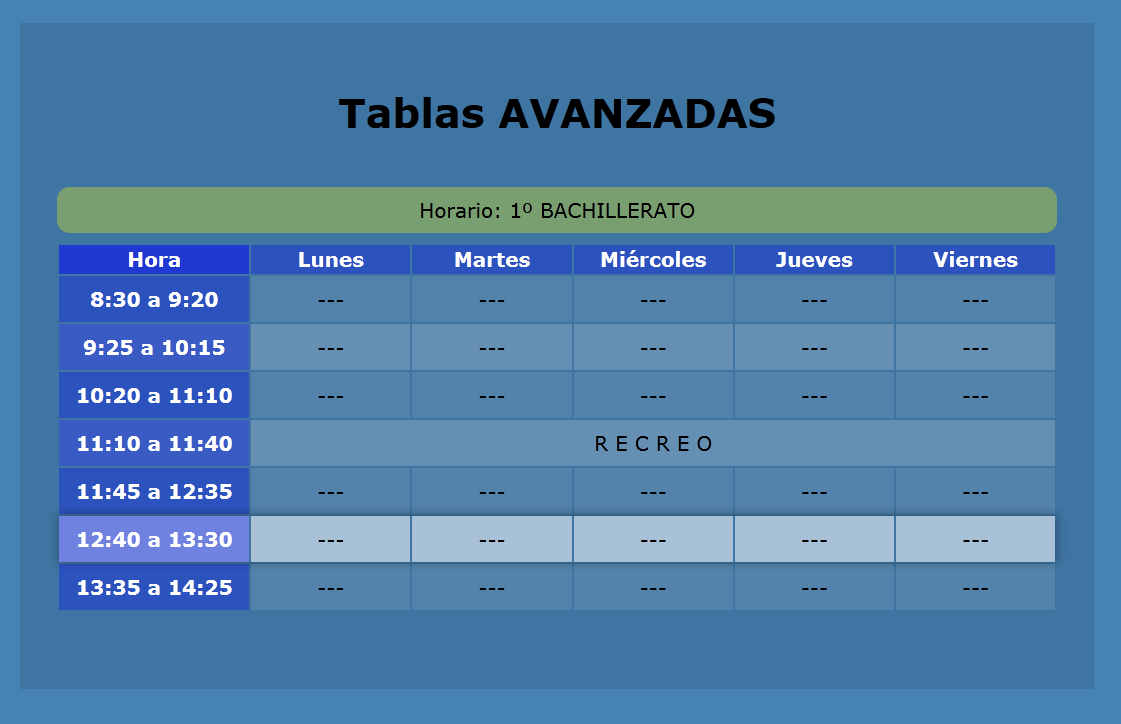 Tablas AVANZADAS
Horario: 1º BACHILLERATO
Hora Lunes Martes Miércoles Jueves Viernes
8:30 a 9:20 --- --- --- --- ---
9:25 a 10:15 --- --- --- --- ---
10:20 a 11:10 --- --- --- --- ---
11:10 a 11:40 R E C R E O
11:45 a 12:35 --- --- --- --- ---
12:40 a 13:30 --- --- --- --- ---
13:35 a 14:25 --- --- --- --- ---